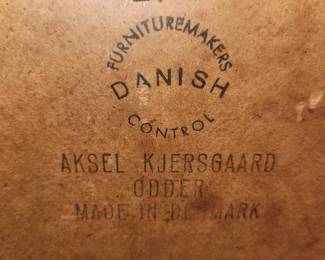 FURNITUREMAKERS
DANISH
CONTROL
AKSEL KJERSGAARD
ODDER
MADE IN DENMARK